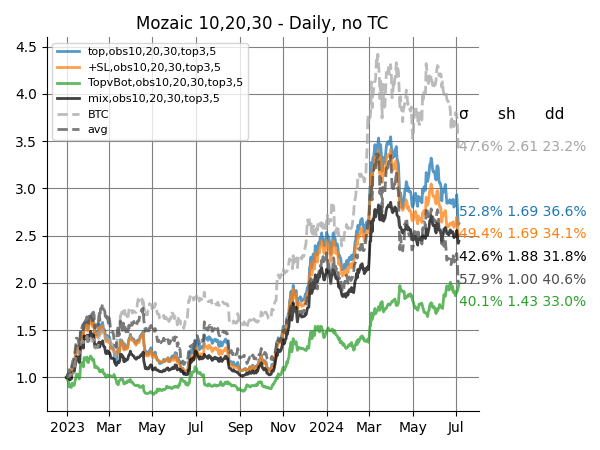 Mozaic 10,20,30 - Daily, no TC
top,obs10,20,30,top3,5
+SL,obs10,20,30,top3,5
TopvBot,obs10,20,30,top3,5
mix,obs10,20,30,top3,5
BTC
avg
σ sh dd
47.6% 2.61 23.2%
52.8% 1.69 36.6%
49.4% 1.69 34.1%
42.6% 1.88 31.8%
57.9% 1.00 40.6%
40.1% 1.43 33.0%
4.5
4.0
3.5
3.0
2.5
2.0
1.5
1.0
2023 Mar May Jul Sep Nov 2024 Mar May Jul